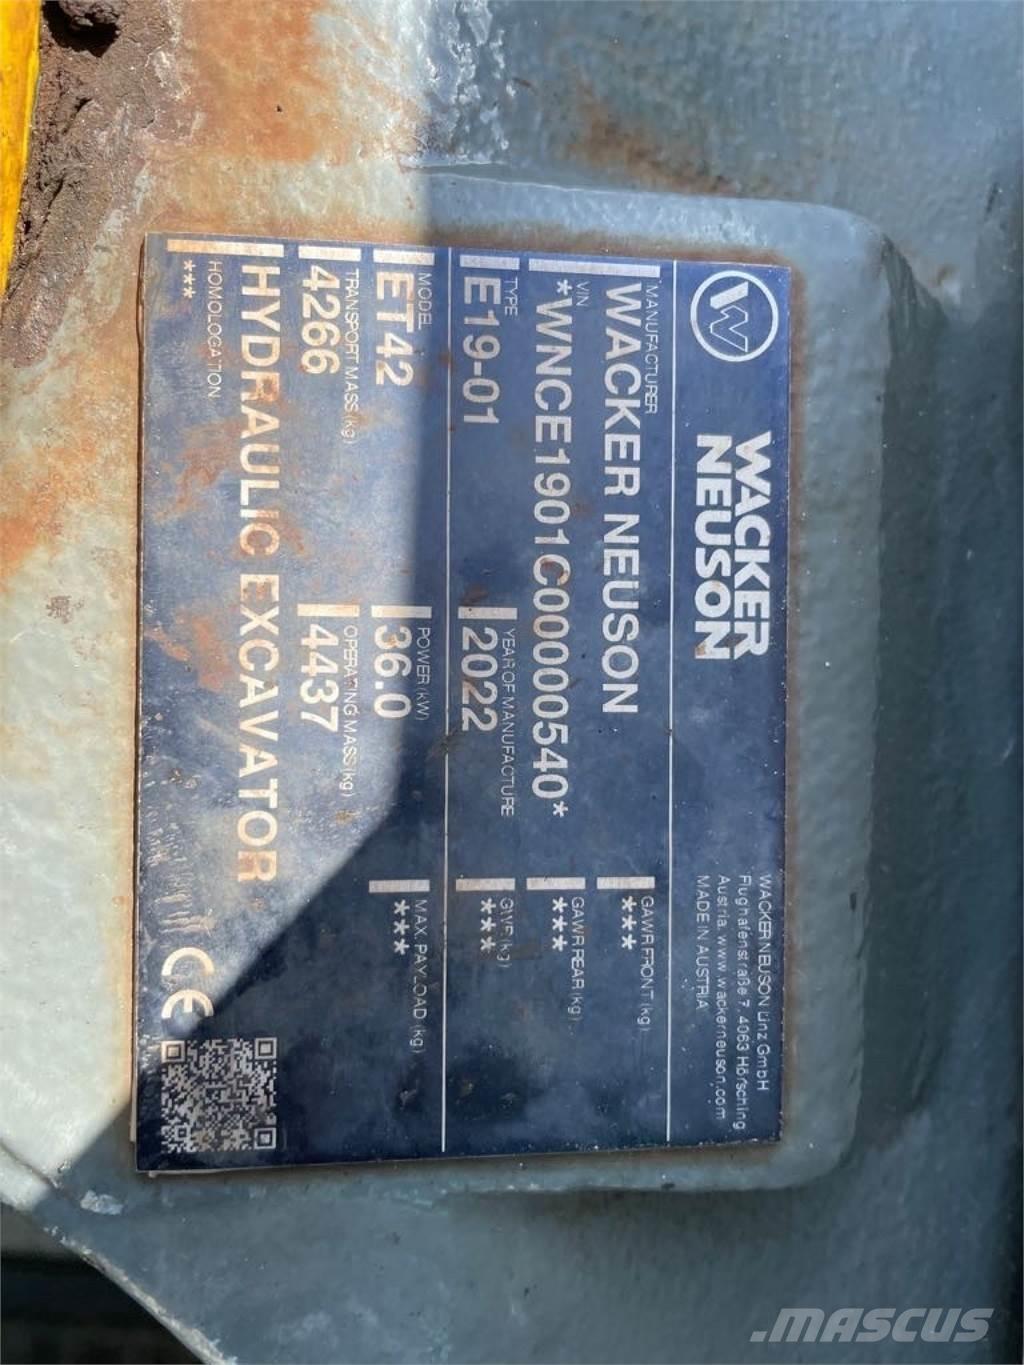 WACKER
NEUSON
WACKER NEUSON Linz GmbH
Flughafenstraße 7, 4063 Hörsching
Austria, www.wackerneuson.com
MADE IN AUSTRIA
MANUFACTURER
WACKER NEUSON
GAWR FRONT (kg)
***
VIN
*WNCE1901C00000540*
GAWR REAR (kg)
***
TYPE
E19-01
YEAR OF MANUFACTURE
2022
GWR (kg)
***
MODEL
ET42
POWER (kW)
36.0
MAX. PAYLOAD (kg)
***
TRANSPORT MASS (kg)
4266
OPERATING MASS (kg)
4437
HYDRAULIC EXCAVATOR
HOMOLOGATION
***
CE
.MASCUS